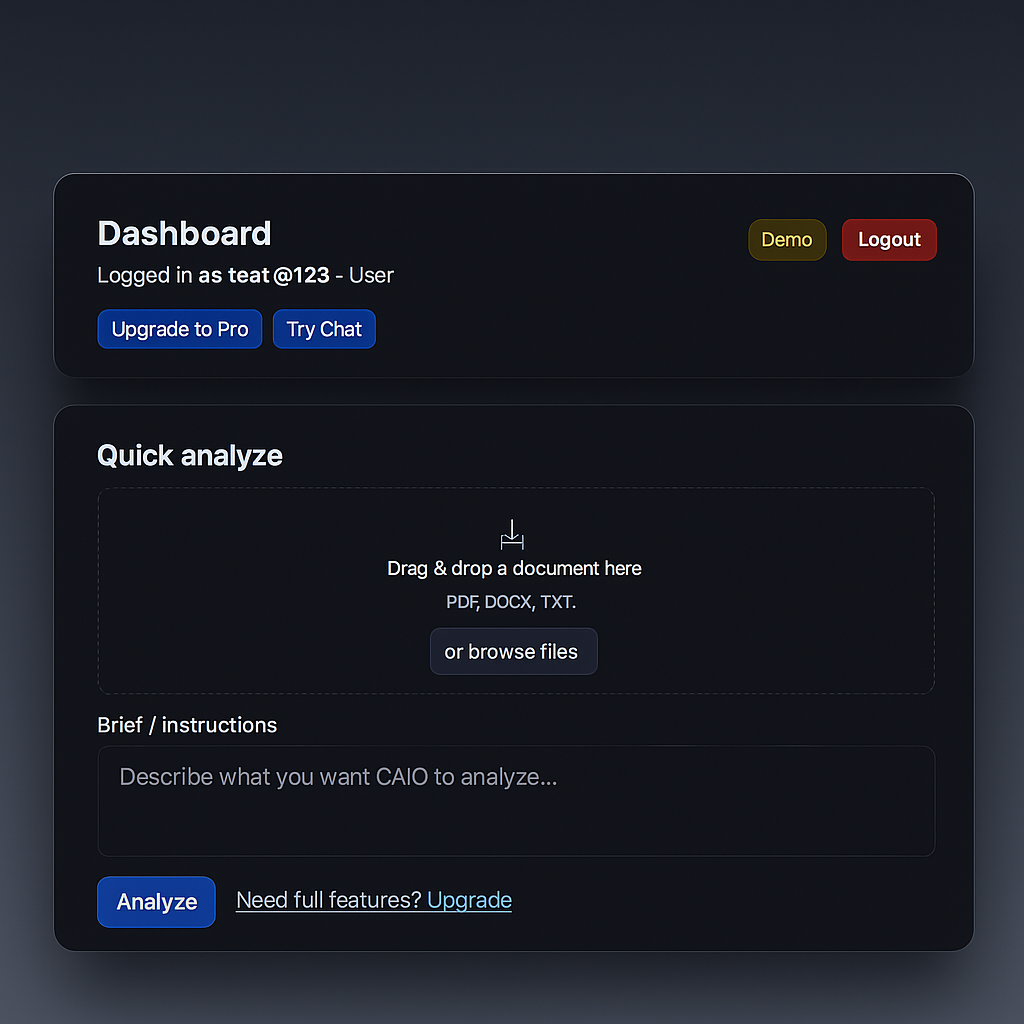 Dashboard
Demo
Logout
Logged in as teat@123 - User
Upgrade to Pro
Try Chat
Quick analyze
Drag & drop a document here
PDF, DOCX, TXT.
or browse files
Brief / instructions
Describe what you want CAIO to analyze...
Analyze
Need full features? Upgrade